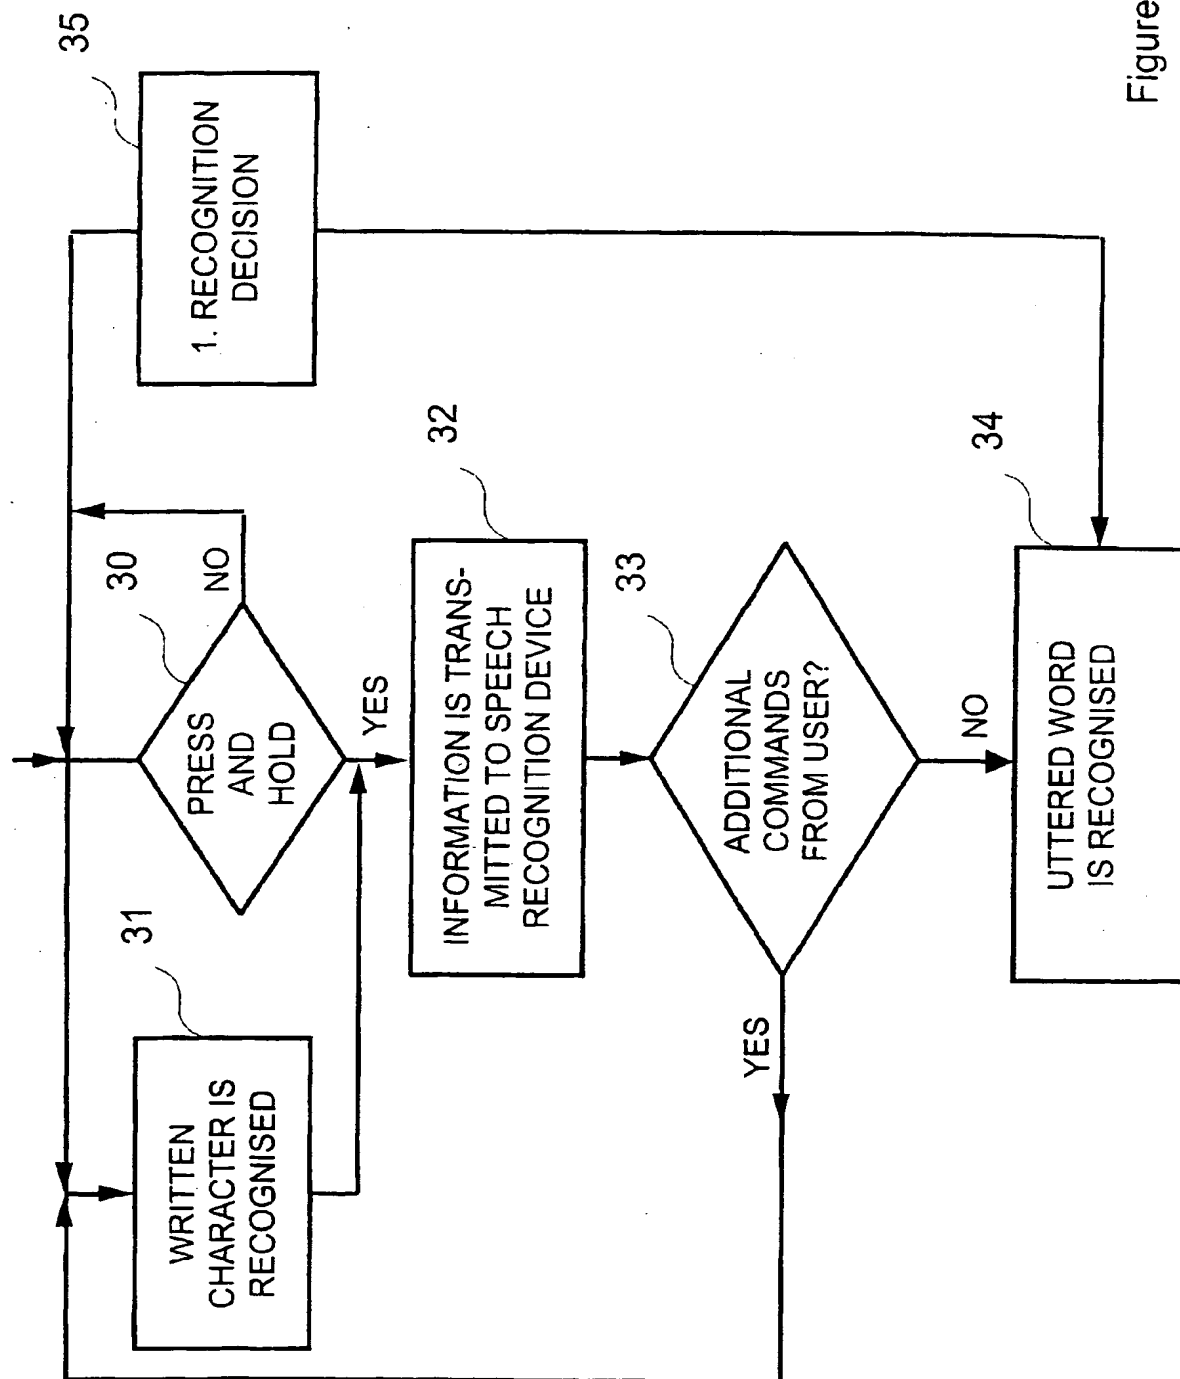 35
1. RECOGNITION
DECISION
30
PRESS
AND
HOLD
NO
YES
31
WRITTEN
CHARACTER IS
RECOGNISED
32
INFORMATION IS TRANS-
MITTED TO SPEECH
RECOGNITION DEVICE
33
ADDITIONAL
COMMANDS
FROM USER?
YES
NO
34
UTTERED WORD
IS RECOGNISED
Figure